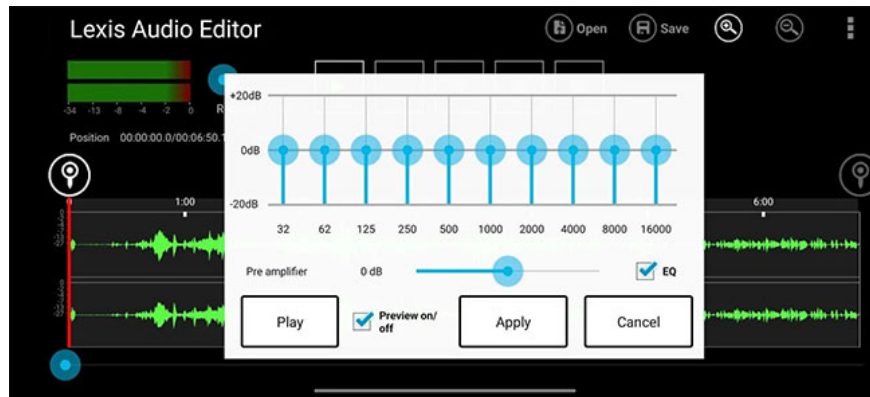 Lexis Audio Editor
Open
Save
-34 -13 -8 -4 -2 0
R
Position 00:00:00.0/00:06:50.1
+20dB
0dB
-20dB
32 62 125 250 500 1000 2000 4000 8000 16000
1:00
6:00
Pre amplifier 0 dB
EQ
Play
Preview on/
off
Apply
Cancel